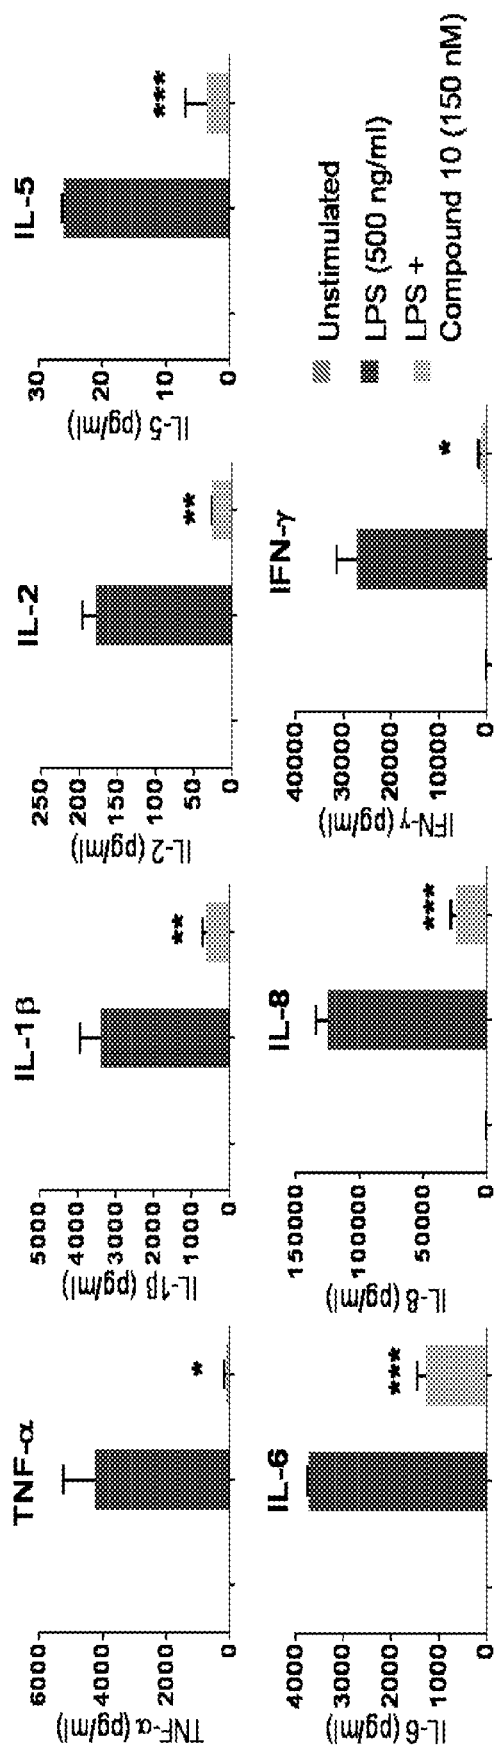 TNF-α
TNF-α (pg/ml)
6000
4000
2000
0
*
IL-1β
IL-1β (pg/ml)
5000
4000
3000
2000
1000
0
**
IL-2
IL-2 (pg/ml)
250
200
150
100
50
0
**
IL-5
IL-5 (pg/ml)
30
20
10
0
***
IL-6
IL-6 (pg/ml)
4000
3000
2000
1000
0
***
IL-8
IL-8 (pg/ml)
150000
100000
50000
0
***
IFN-γ
IFN-γ (pg/ml)
40000
30000
20000
10000
0
*
Unstimulated
LPS (500 ng/ml)
LPS +
Compound 10 (150 nM)